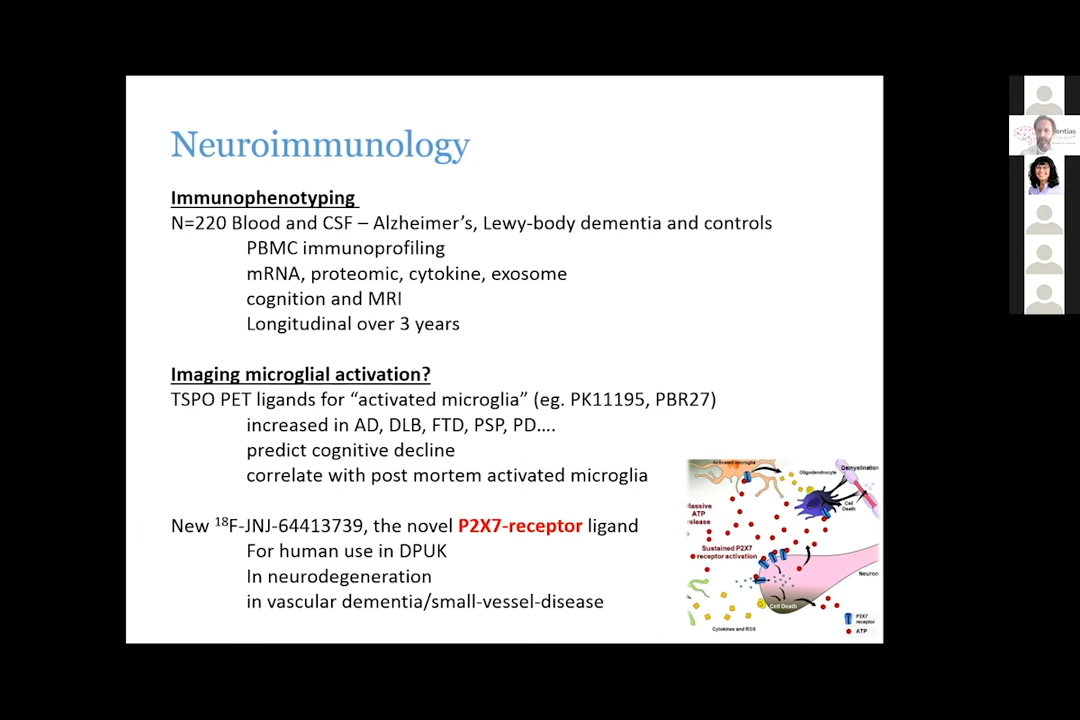 Neuroimmunology
Immunophenotyping
N=220 Blood and CSF – Alzheimer's, Lewy-body dementia and controls
PBMC immunoprofiling
mRNA, proteomic, cytokine, exosome
cognition and MRI
Longitudinal over 3 years
Imaging microglial activation?
TSPO PET ligands for “activated microglia” (eg. PK11195, PBR27)
increased in AD, DLB, FTD, PSP, PD....
predict cognitive decline
correlate with post mortem activated microglia
New 18F-JNJ-64413739, the novel P2X7-receptor ligand
For human use in DPUK
In neurodegeneration
in vascular dementia/small-vessel-disease
Activated microglia
Oligodendrocyte
Demyelination
Cell
Death
Massive
ATP
release
Sustained P2X7
receptor activation
Neuron
Cell Death
Cytokines and ROS
P2X7
receptor
ATP